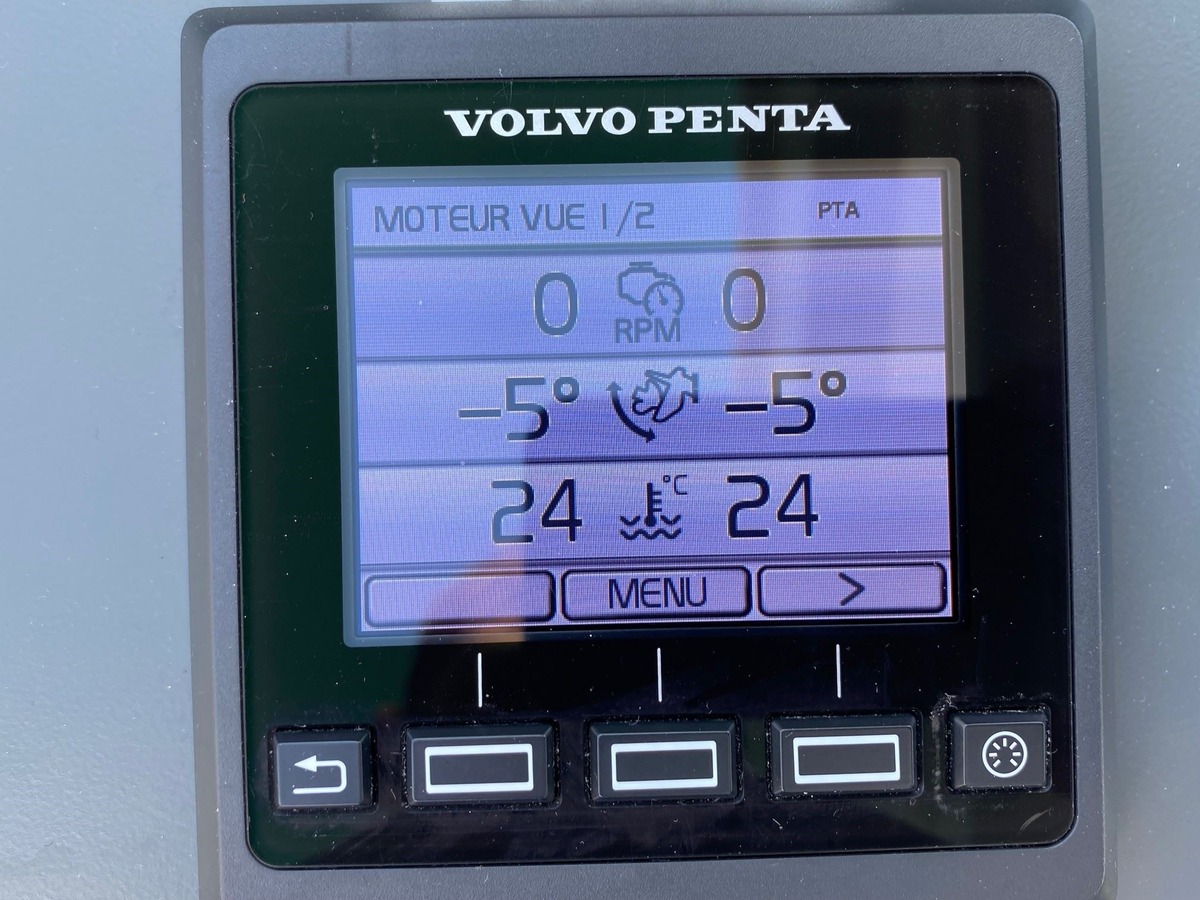 VOLVO PENTA
MOTEUR VUE 1/2 PTA
0 RPM 0
-5° -5°
24 °C 24
MENU >